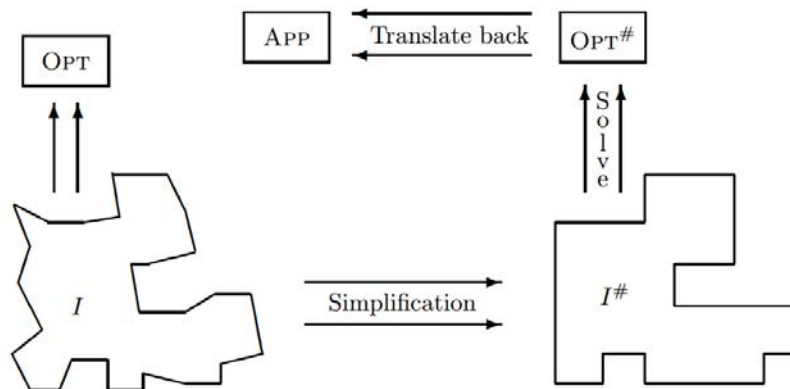 APP
Translate back
OPT#
OPT
Solve
I
Simplification
I#